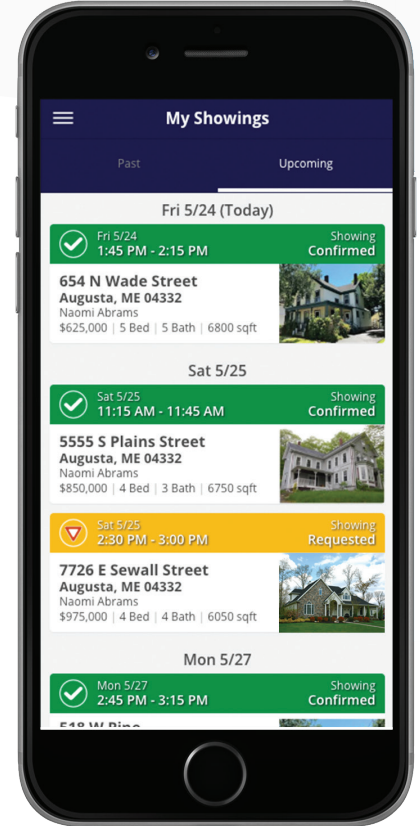 My Showings
Past
Upcoming
Fri 5/24 (Today)
Fri 5/24
1:45 PM - 2:15 PM
Showing
Confirmed
654 N Wade Street
Augusta, ME 04332
Naomi Abrams
$625,000 | 5 Bed | 5 Bath | 6800 sqft
Sat 5/25
Sat 5/25
11:15 AM - 11:45 AM
Showing
Confirmed
5555 S Plains Street
Augusta, ME 04332
Naomi Abrams
$850,000 | 4 Bed | 3 Bath | 6750 sqft
Sat 5/25
2:30 PM - 3:00 PM
Showing
Requested
7726 E Sewall Street
Augusta, ME 04332
Naomi Abrams
$975,000 | 4 Bed | 4 Bath | 6050 sqft
Mon 5/27
Mon 5/27
2:45 PM - 3:15 PM
Showing
Confirmed
518 W Pine